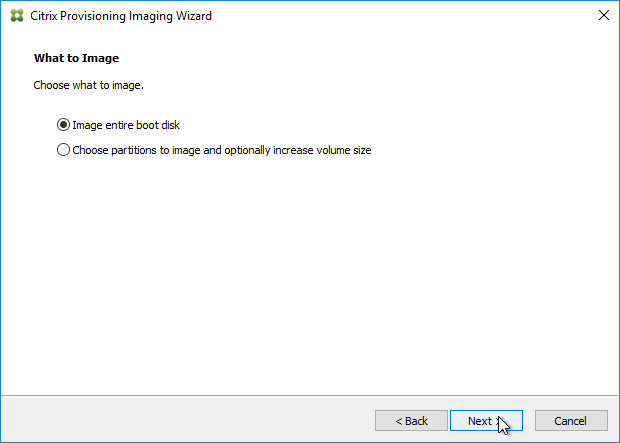 Citrix Provisioning Imaging Wizard
What to Image
Choose what to image.
Image entire boot disk
Choose partitions to image and optionally increase volume size
< Back
Next >
Cancel